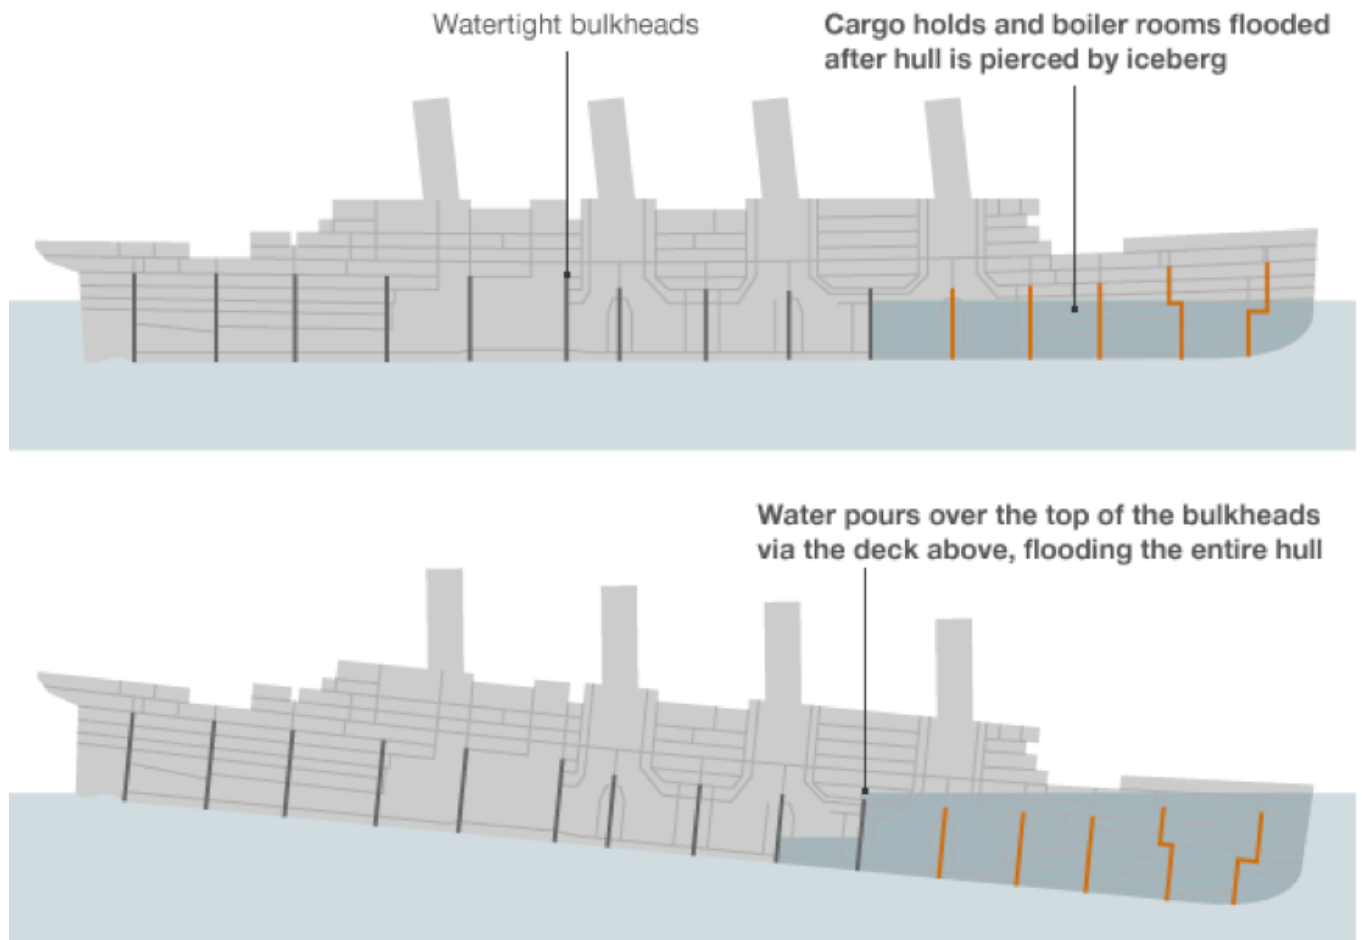 Watertight bulkheads
Cargo holds and boiler rooms flooded
after hull is pierced by iceberg
Water pours over the top of the bulkheads
via the deck above, flooding the entire hull